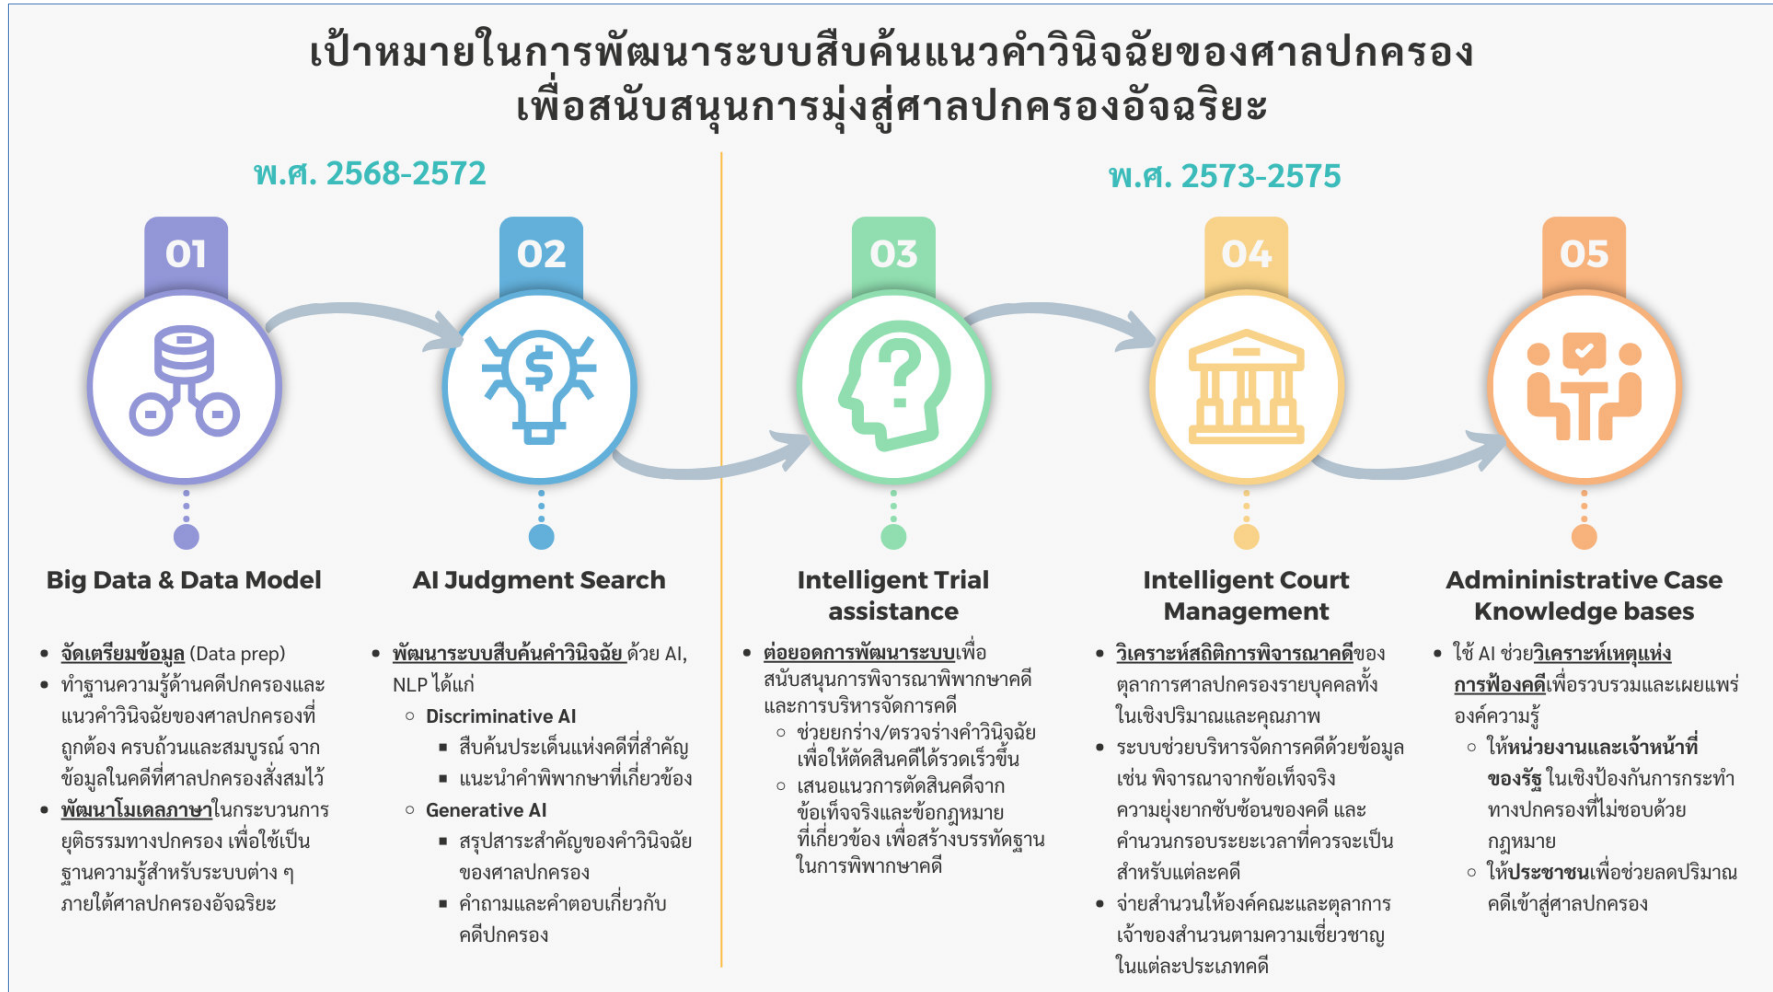 เป้าหมายในการพัฒนาระบบสืบค้นแนวคำวินิจฉัยของศาลปกครอง
เพื่อสนับสนุนการมุ่งสู่ศาลปกครองอัจฉริยะ
พ.ศ. 2568-2572
พ.ศ. 2573-2575
01
Big Data & Data Model
• จัดเตรียมข้อมูล (Data prep)
• ทำฐานความรู้ด้านคดีปกครองและ
แนวคำวินิจฉัยของศาลปกครองที่
ถูกต้อง ครบถ้วนและสมบูรณ์ จาก
ข้อมูลในคดีที่ศาลปกครองสั่งสมไว้
• พัฒนาโมเดลภาษาในกระบวนการ
ยุติธรรมทางปกครอง เพื่อใช้เป็น
ฐานความรู้สำหรับระบบต่าง ๆ
ภายใต้ศาลปกครองอัจฉริยะ
02
$
AI Judgment Search
• พัฒนาระบบสืบค้นคำวินิจฉัย ด้วย AI,
NLP ได้แก่
○ Discriminative AI
▪ สืบค้นประเด็นแห่งคดีที่สำคัญ
▪ แนะนำคำพิพากษาที่เกี่ยวข้อง
○ Generative AI
▪ สรุปสาระสำคัญของคำวินิจฉัย
ของศาลปกครอง
▪ คำถามและคำตอบเกี่ยวกับ
คดีปกครอง
03
?
Intelligent Trial
assistance
• ต่อยอดการพัฒนาระบบเพื่อ
สนับสนุนการพิจารณาพิพากษาคดี
และการบริหารจัดการคดี
○ ช่วยยกร่าง/ตรวจร่างคำวินิจฉัย
เพื่อให้ตัดสินคดีได้รวดเร็วขึ้น
○ เสนอแนวการตัดสินคดีจาก
ข้อเท็จจริงและข้อกฎหมาย
ที่เกี่ยวข้อง เพื่อสร้างบรรทัดฐาน
ในการพิพากษาคดี
04
Intelligent Court
Management
• วิเคราะห์สถิติการพิจารณาคดีของ
ตุลาการศาลปกครองรายบุคคลทั้ง
ในเชิงปริมาณและคุณภาพ
• ระบบช่วยบริหารจัดการคดีด้วยข้อมูล
เช่น พิจารณาจากข้อเท็จจริง
ความยุ่งยากซับซ้อนของคดี และ
คำนวนกรอบระยะเวลาที่ควรจะเป็น
สำหรับแต่ละคดี
• จ่ายสำนวนให้องค์คณะและตุลาการ
เจ้าของสำนวนตามความเชี่ยวชาญ
ในแต่ละประเภทคดี
05
Admininistrative Case
Knowledge bases
• ใช้ AI ช่วยวิเคราะห์เหตุแห่ง
การฟ้องคดีเพื่อรวบรวมและเผยแพร่
องค์ความรู้
○ ให้หน่วยงานและเจ้าหน้าที่
ของรัฐ ในเชิงป้องกันการกระทำ
ทางปกครองที่ไม่ชอบด้วย
กฎหมาย
○ ให้ประชาชนเพื่อช่วยลดปริมาณ
คดีเข้าสู่ศาลปกครอง